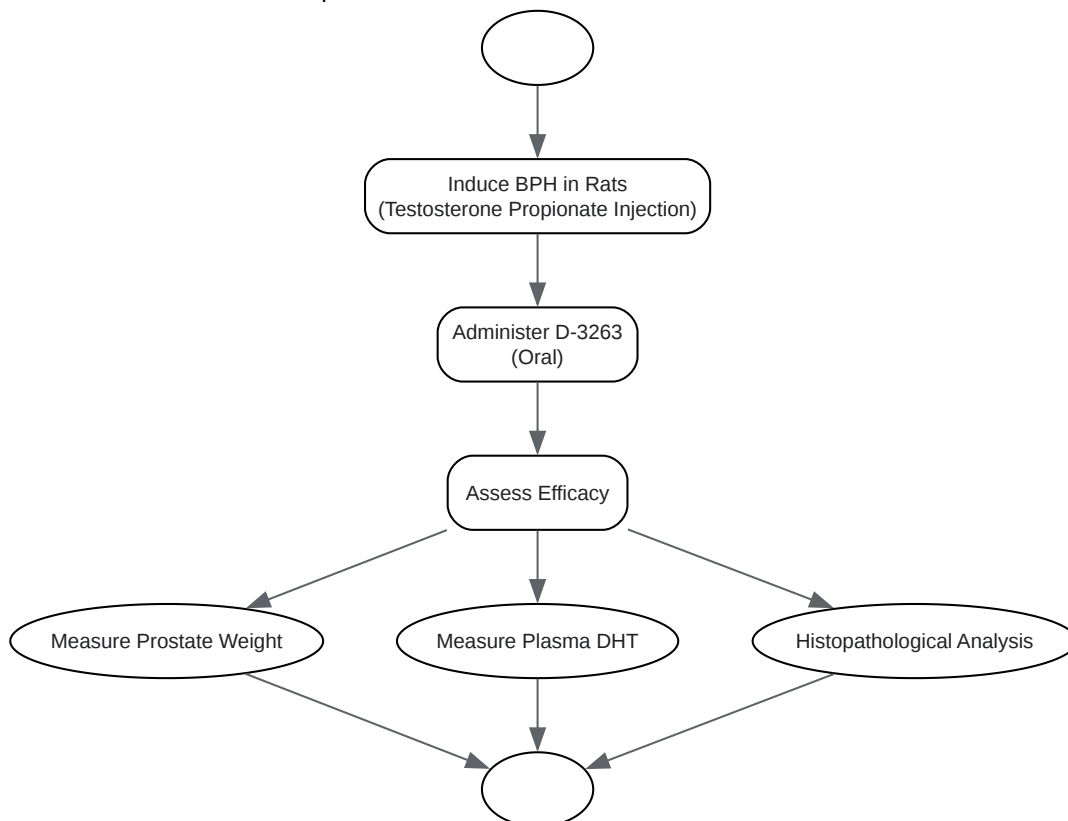 Induce BPH in Rats
(Testosterone Propionate Injection)
Administer D-3263
(Oral)
Assess Efficacy
Measure Prostate Weight
Measure Plasma DHT
Histopathological Analysis